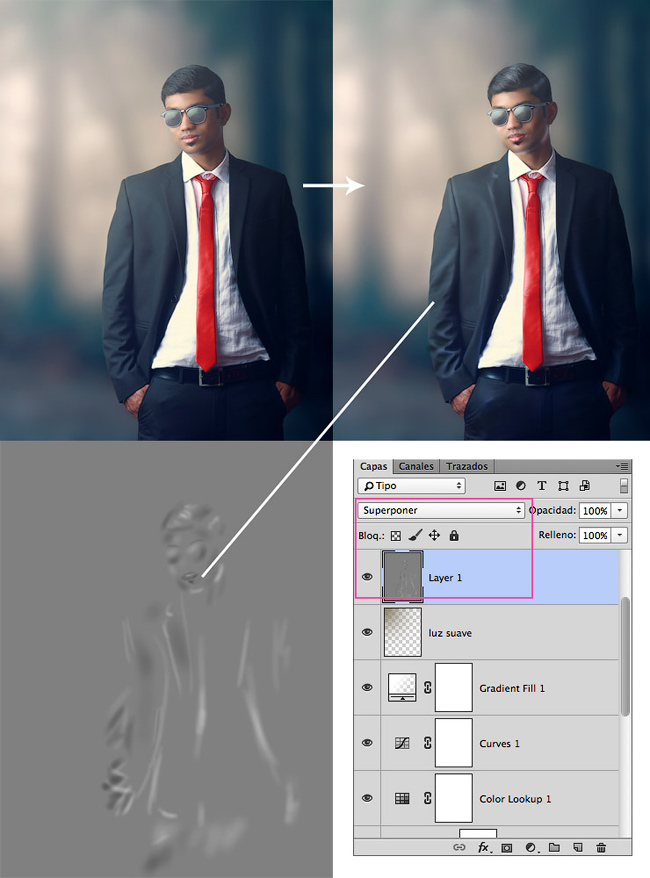 Capas Canales Trazados
Tipo T
Superponer Opacidad: 100%
Bloq.: Relleno: 100%
Layer 1
luz suave
Gradient Fill 1
Curves 1
Color Lookup 1
fx